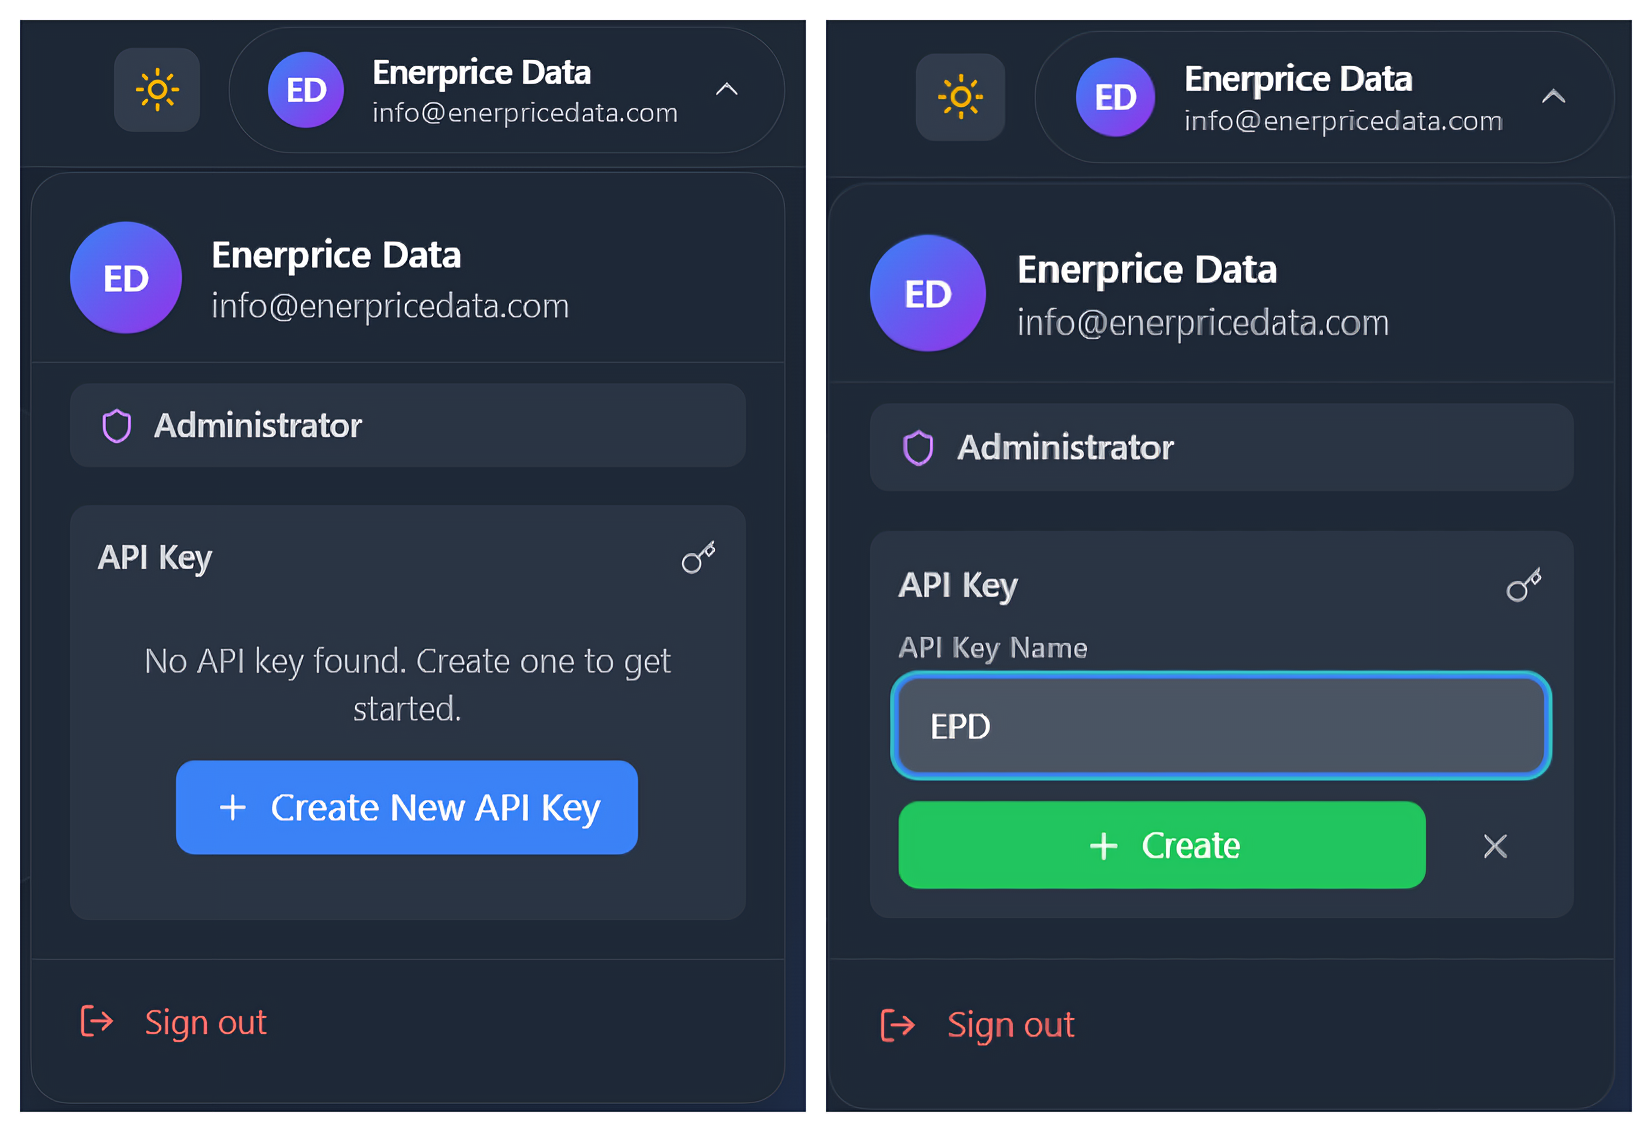 ED
Enerprice Data
info@enerpricedata.com
ED
Enerprice Data
info@enerpricedata.com
Administrator
API Key
No API key found. Create one to get
started.
+ Create New API Key
Sign out
ED
Enerprice Data
info@enerpricedata.com
ED
Enerprice Data
info@enerpricedata.com
Administrator
API Key
API Key Name
EPD
+ Create
Sign out